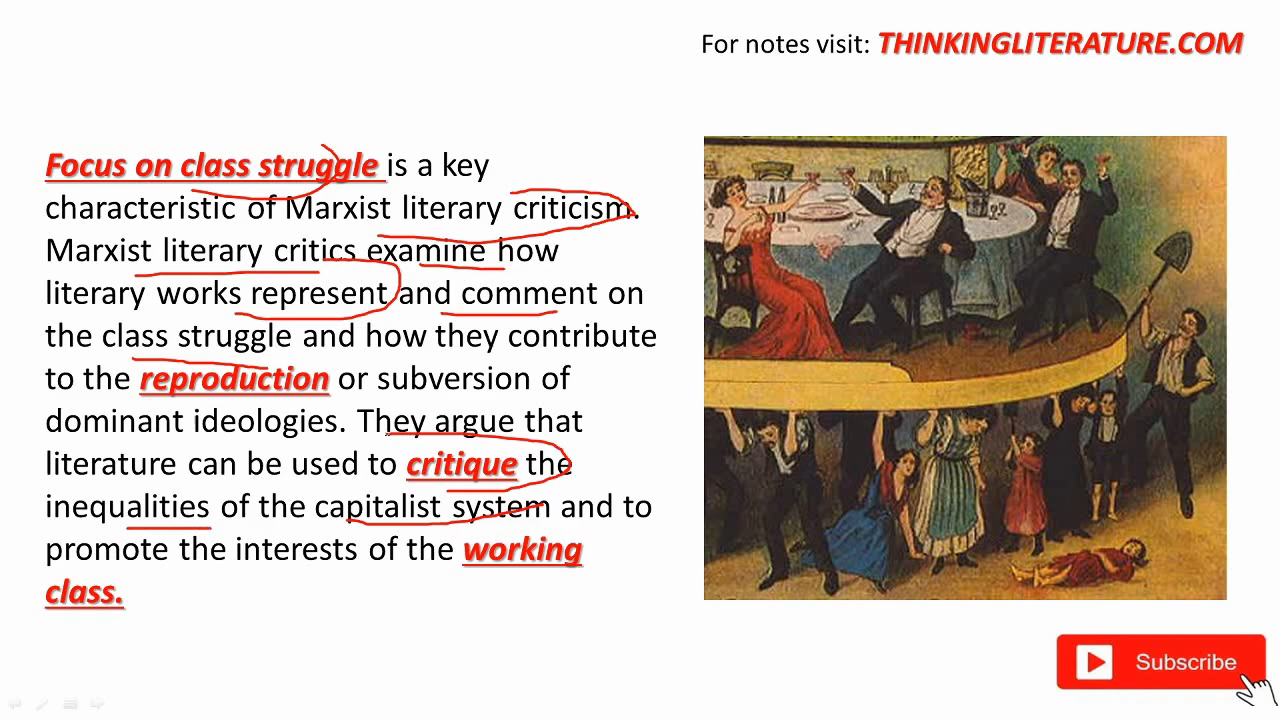 For notes visit: THINKINGLITERATURE.COM
Focus on class struggle is a key
characteristic of Marxist literary criticism.
Marxist literary critics examine how
literary works represent and comment on
the class struggle and how they contribute
to the reproduction or subversion of
dominant ideologies. They argue that
literature can be used to critique the
inequalities of the capitalist system and to
promote the interests of the working
class.
Subscribe